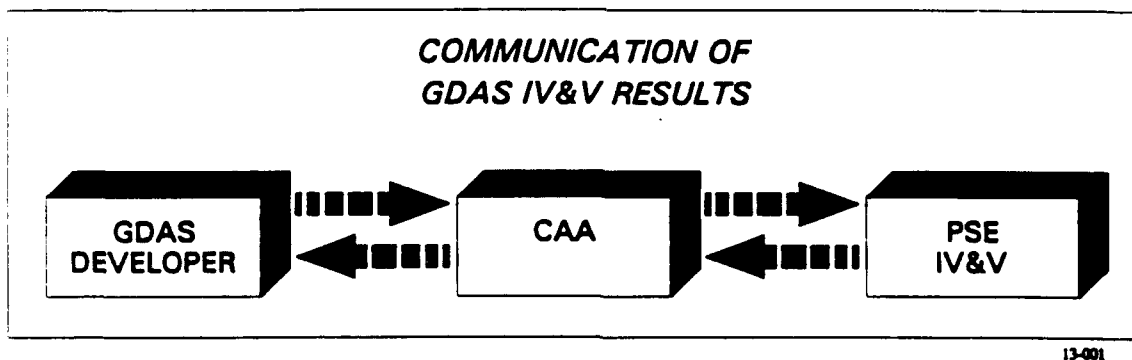 COMMUNICATION OF
GDAS IV&V RESULTS
GDAS
DEVELOPER
CAA
PSE
IV&V
13-001